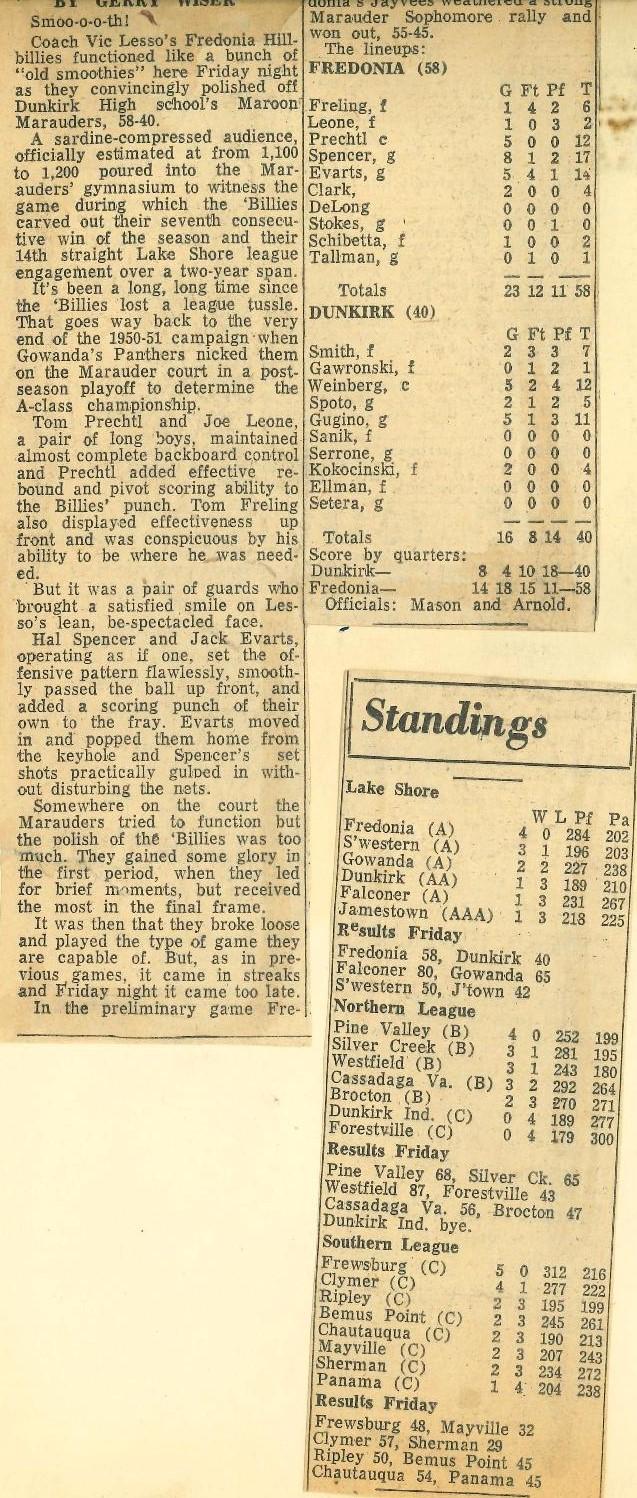 BY GERRY WISER
Smoo-o-o-th!
Coach Vic Lesso's Fredonia Hill-
billies functioned like a bunch of
"old smoothies" here Friday night
as they convincingly polished off
Dunkirk High school's Maroon
Marauders, 58-40.
A sardine-compressed audience,
officially estimated at from 1,100
to 1,200 poured into the Mar-
auders' gymnasium to witness the
game during which the 'Billies
carved out their seventh consecu-
tive win of the season and their
14th straight Lake Shore league
engagement over a two-year span.
It's been a long, long time since
the 'Billies lost a league tussle.
That goes way back to the very
end of the 1950-51 campaign when
Gowanda's Panthers nicked them
on the Marauder court in a post-
season playoff to determine the
A-class championship.
Tom Prechtl and Joe Leone,
a pair of long boys, maintained
almost complete backboard control
and Prechtl added effective re-
bound and pivot scoring ability to
the Billies' punch. Tom Freling
also displayed effectiveness up
front and was conspicuous by his
ability to be where he was need-
ed.
But it was a pair of guards who
brought a satisfied smile on Les-
so's lean, be-spectacled face.
Hal Spencer and Jack Evarts,
operating as if one, set the of-
fensive pattern flawlessly, smooth-
ly passed the ball up front, and
added a scoring punch of their
own to the fray. Evarts moved
in and popped them home from
the keyhole and Spencer's set
shots practically gulped in with-
out disturbing the nets.
Somewhere on the court the
Marauders tried to function but
the polish of the 'Billies was too
much. They gained some glory in
the first period, when they led
for brief moments, but received
the most in the final frame.
It was then that they broke loose
and played the type of game they
are capable of. But, as in pre-
vious games, it came in streaks
and Friday night it came too late.
In the preliminary game Fre-
donia's Jayvees weathered a strong
Marauder Sophomore rally and
won out, 55-45.
The lineups:
FREDONIA (58)
G Ft Pf T
Freling, f 1 4 2 6
Leone, f 1 0 3 2
Prechtl c 5 0 0 12
Spencer, g 8 1 2 17
Evarts, g 5 4 1 14
Clark, 2 0 0 4
DeLong 0 0 0 0
Stokes, g 0 0 1 0
Schibetta, f 1 0 0 2
Tallman, g 0 1 0 1
Totals 23 12 11 58
DUNKIRK (40)
G Ft Pf T
Smith, f 2 3 3 7
Gawronski, f 0 1 2 1
Weinberg, c 5 2 4 12
Spoto, g 2 1 2 5
Gugino, g 5 1 3 11
Sanik, f 0 0 0 0
Serrone, g 0 0 0 0
Kokocinski, f 2 0 0 4
Ellman, f 0 0 0 0
Setera, g 0 0 0 0
Totals 16 8 14 40
Score by quarters:
Dunkirk— 8 4 10 18—40
Fredonia— 14 18 15 11—58
Officials: Mason and Arnold.
Standings
Lake Shore
W L Pf Pa
Fredonia (A) 4 0 284 202
S'western (A) 3 1 196 203
Gowanda (A) 2 2 227 238
Dunkirk (AA) 1 3 189 210
Falconer (A) 1 3 231 267
Jamestown (AAA) 1 3 218 225
Results Friday
Fredonia 58, Dunkirk 40
Falconer 80, Gowanda 65
S'western 50, J'town 42
Northern League
Pine Valley (B) 4 0 252 199
Silver Creek (B) 3 1 281 195
Westfield (B) 3 1 243 180
Cassadaga Va. (B) 3 2 292 264
Brocton (B) 2 3 270 271
Dunkirk Ind. (C) 0 4 189 277
Forestville (C) 0 4 179 300
Results Friday
Pine Valley 68, Silver Ck. 65
Westfield 87, Forestville 43
Cassadaga Va. 56, Brocton 47
Dunkirk Ind. bye.
Southern League
Frewsburg (C) 5 0 312 216
Clymer (C) 4 1 277 222
Ripley (C) 2 3 195 199
Bemus Point (C) 2 3 245 261
Chautauqua (C) 2 3 190 213
Mayville (C) 2 3 207 243
Sherman (C) 2 3 234 272
Panama (C) 1 4 204 238
Results Friday
Frewsburg 48, Mayville 32
Clymer 57, Sherman 29
Ripley 50, Bemus Point 45
Chautauqua 54, Panama 45